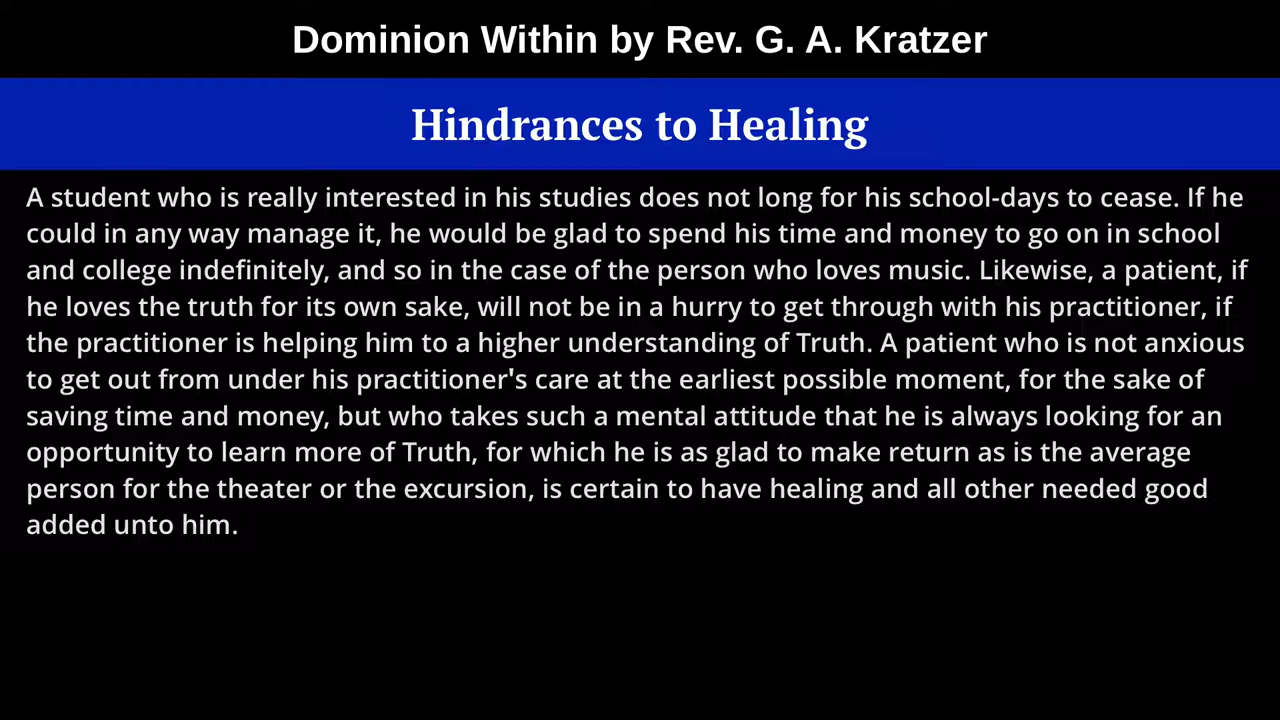 Dominion Within by Rev. G. A. Kratzer
Hindrances to Healing
A student who is really interested in his studies does not long for his school-days to cease. If he
could in any way manage it, he would be glad to spend his time and money to go on in school
and college indefinitely, and so in the case of the person who loves music. Likewise, a patient, if
he loves the truth for its own sake, will not be in a hurry to get through with his practitioner, if
the practitioner is helping him to a higher understanding of Truth. A patient who is not anxious
to get out from under his practitioner's care at the earliest possible moment, for the sake of
saving time and money, but who takes such a mental attitude that he is always looking for an
opportunity to learn more of Truth, for which he is as glad to make return as is the average
person for the theater or the excursion, is certain to have healing and all other needed good
added unto him.